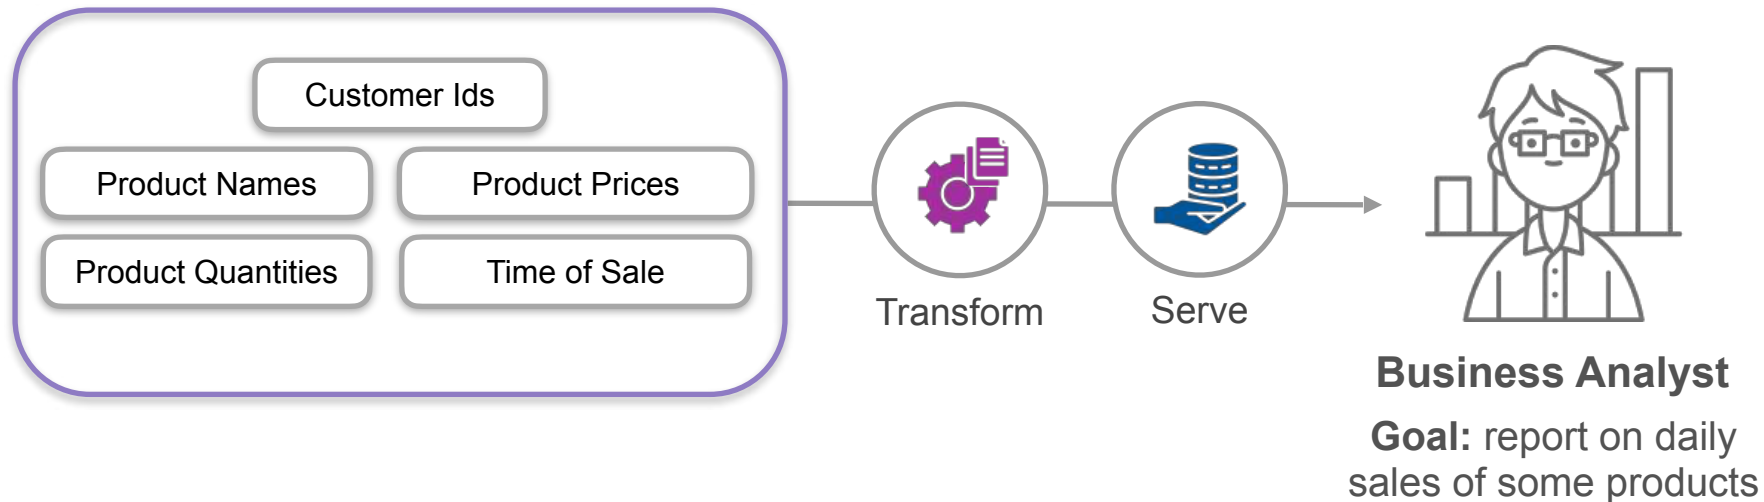 Customer Ids
Product Names
Product Prices
Product Quantities
Time of Sale
Transform
Serve
Business Analyst
Goal: report on daily
sales of some products